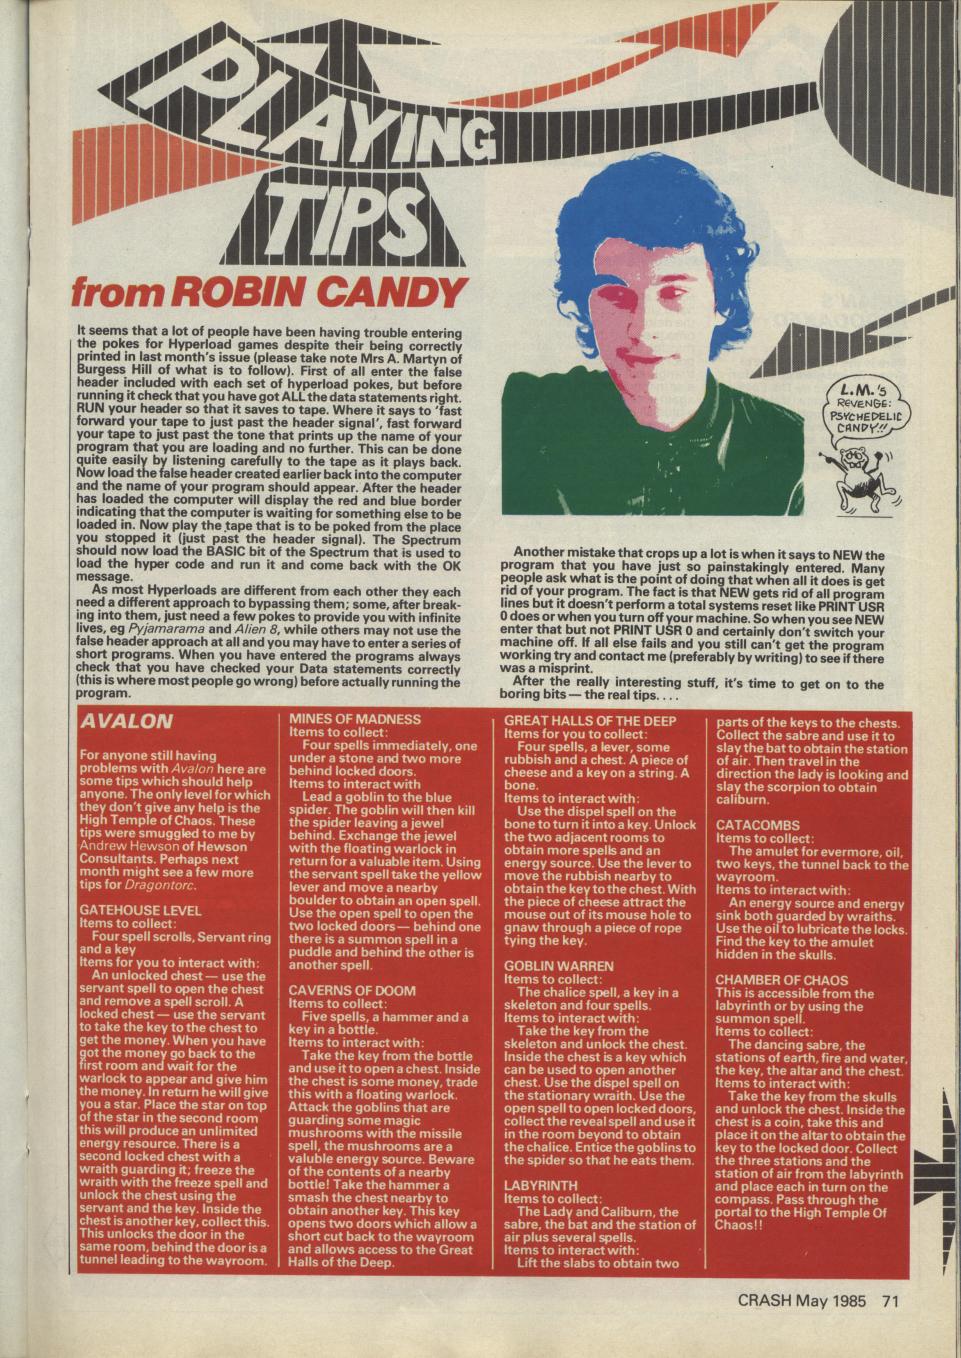 PLAYING
TIPS
from ROBIN CANDY
It seems that a lot of people have been having trouble entering
the pokes for Hyperload games despite their being correctly
printed in last month's issue (please take note Mrs A. Martyn of
Burgess Hill of what is to follow). First of all enter the false
header included with each set of hyperload pokes, but before
running it check that you have got ALL the data statements right.
RUN your header so that it saves to tape. Where it says to 'fast
forward your tape to just past the header signal', fast forward
your tape to just past the tone that prints up the name of your
program that you are loading and no further. This can be done
quite easily by listening carefully to the tape as it plays back.
Now load the false header created earlier back into the computer
and the name of your program should appear. After the header
has loaded the computer will display the red and blue border
indicating that the computer is waiting for something else to be
loaded in. Now play the tape that is to be poked from the place
you stopped it (just past the header signal). The Spectrum
should now load the BASIC bit of the Spectrum that is used to
load the hyper code and run it and come back with the OK
message.
As most Hyperloads are different from each other they each
need a different approach to bypassing them; some, after break-
ing into them, just need a few pokes to provide you with infinite
lives, eg Pyjamarama and Alien 8, while others may not use the
false header approach at all and you may have to enter a series of
short programs. When you have entered the programs always
check that you have checked your Data statements correctly
(this is where most people go wrong) before actually running the
program.
L.M.'s
REVENGE:
PSYCHEDELIC
CANDY!!
Another mistake that crops up a lot is when it says to NEW the
program that you have just so painstakingly entered. Many
people ask what is the point of doing that when all it does is get
rid of your program. The fact is that NEW gets rid of all program
lines but it doesn't perform a total systems reset like PRINT USR
0 does or when you turn off your machine. So when you see NEW
enter that but not PRINT USR 0 and certainly don't switch your
machine off. If all else fails and you still can't get the program
working try and contact me (preferably by writing) to see if there
was a misprint.
After the really interesting stuff, it's time to get on to the
boring bits — the real tips. . . .
AVALON
For anyone still having
problems with Avalon here are
some tips which should help
anyone. The only level for which
they don't give any help is the
High Temple of Chaos. These
tips were smuggled to me by
Andrew Hewson of Hewson
Consultants. Perhaps next
month might see a few more
tips for Dragontorc.
GATEHOUSE LEVEL
Items to collect:
Four spell scrolls, Servant ring
and a key
Items for you to interact with:
An unlocked chest — use the
servant spell to open the chest
and remove a spell scroll. A
locked chest — use the servant
to take the key to the chest to
get the money. When you have
got the money go back to the
first room and wait for the
warlock to appear and give him
the money. In return he will give
you a star. Place the star on top
of the star in the second room
this will produce an unlimited
energy resource. There is a
second locked chest with a
wraith guarding it; freeze the
wraith with the freeze spell and
unlock the chest using the
servant and the key. Inside the
chest is another key, collect this.
This unlocks the door in the
same room, behind the door is a
tunnel leading to the wayroom.
MINES OF MADNESS
Items to collect:
Four spells immediately, one
under a stone and two more
behind locked doors.
Items to interact with
Lead a goblin to the blue
spider. The goblin will then kill
the spider leaving a jewel
behind. Exchange the jewel
with the floating warlock in
return for a valuable item. Using
the servant spell take the yellow
lever and move a nearby
boulder to obtain an open spell.
Use the open spell to open the
two locked doors — behind one
there is a summon spell in a
puddle and behind the other is
another spell.
CAVERNS OF DOOM
Items to collect:
Five spells, a hammer and a
key in a bottle.
Items to interact with:
Take the key from the bottle
and use it to open a chest. Inside
the chest is some money, trade
this with a floating warlock.
Attack the goblins that are
guarding some magic
mushrooms with the missile
spell, the mushrooms are a
valuble energy source. Beware
of the contents of a nearby
bottle! Take the hammer a
smash the chest nearby to
obtain another key. This key
opens two doors which allow a
short cut back to the wayroom
and allows access to the Great
Halls of the Deep.
GREAT HALLS OF THE DEEP
Items for you to collect:
Four spells, a lever, some
rubbish and a chest. A piece of
cheese and a key on a string. A
bone.
Items to interact with:
Use the dispel spell on the
bone to turn it into a key. Unlock
the two adjacent rooms to
obtain more spells and an
energy source. Use the lever to
move the rubbish nearby to
obtain the key to the chest. With
the piece of cheese attract the
mouse out of its mouse hole to
gnaw through a piece of rope
tying the key.
GOBLIN WARREN
Items to collect:
The chalice spell, a key in a
skeleton and four spells.
Items to interact with:
Take the key from the
skeleton and unlock the chest.
Inside the chest is a key which
can be used to open another
chest. Use the dispel spell on
the stationary wraith. Use the
open spell to open locked doors,
collect the reveal spell and use it
in the room beyond to obtain
the chalice. Entice the goblins to
the spider so that he eats them.
LABYRINTH
Items to collect:
The Lady and Caliburn, the
sabre, the bat and the station of
air plus several spells.
Items to interact with:
Lift the slabs to obtain two
parts of the keys to the chests.
Collect the sabre and use it to
slay the bat to obtain the station
of air. Then travel in the
direction the lady is looking and
slay the scorpion to obtain
caliburn.
CATACOMBS
Items to collect:
The amulet for evermore, oil,
two keys, the tunnel back to the
wayroom.
Items to interact with:
An energy source and energy
sink both guarded by wraiths.
Use the oil to lubricate the locks.
Find the key to the amulet
hidden in the skulls.
CHAMBER OF CHAOS
This is accessible from the
labyrinth or by using the
summon spell.
Items to collect:
The dancing sabre, the
stations of earth, fire and water,
the key, the altar and the chest.
Items to interact with:
Take the key from the skulls
and unlock the chest. Inside the
chest is a coin, take this and
place it on the altar to obtain the
key to the locked door. Collect
the three stations and the
station of air from the labyrinth
and place each in turn on the
compass. Pass through the
portal to the High Temple Of
Chaos!!
CRASH May 1985 71